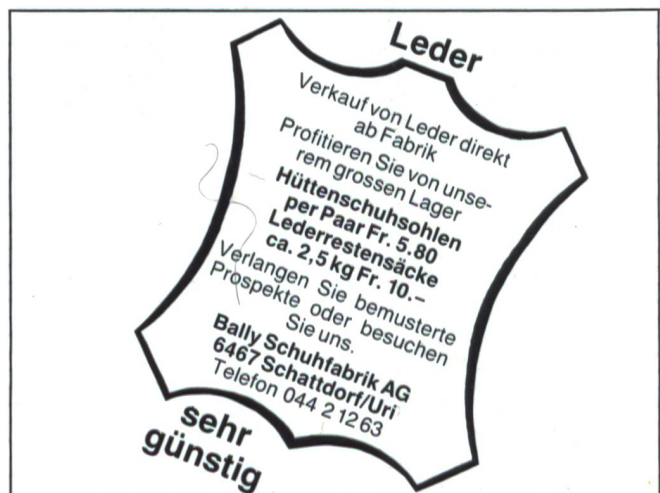 Leder
Verkauf von Leder direkt
ab Fabrik
Profitieren Sie von unse-
rem grossen Lager
Hüttenschuhsohlen
per Paar Fr. 5.80
Lederrestensäcke
ca. 2,5 kg Fr. 10.–
Verlangen Sie bemusterte
Prospekte oder besuchen
Sie uns.
Bally Schuhfabrik AG
6467 Schattdorf/Uri
Telefon 044 2 12 63
sehr
günstig